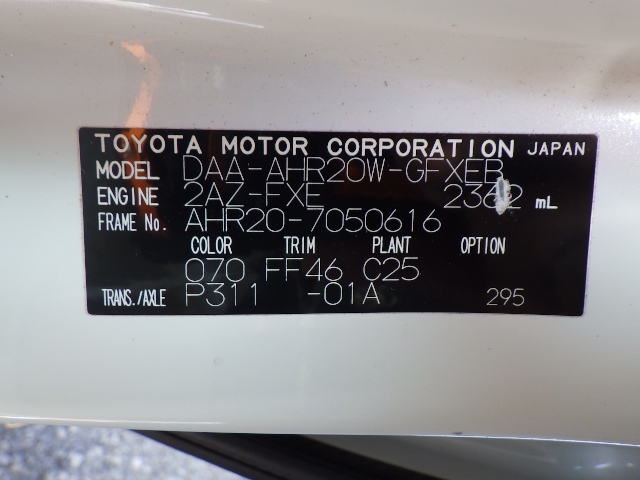 TOYOTA MOTOR CORPORATION JAPAN
MODEL DAA-AHR20W-GFXEB
ENGINE 2AZ-FXE 2362 mL
FRAME No. AHR20-7050616
COLOR TRIM PLANT OPTION
070 FF46 C25
TRANS./AXLE P311 -01A 295